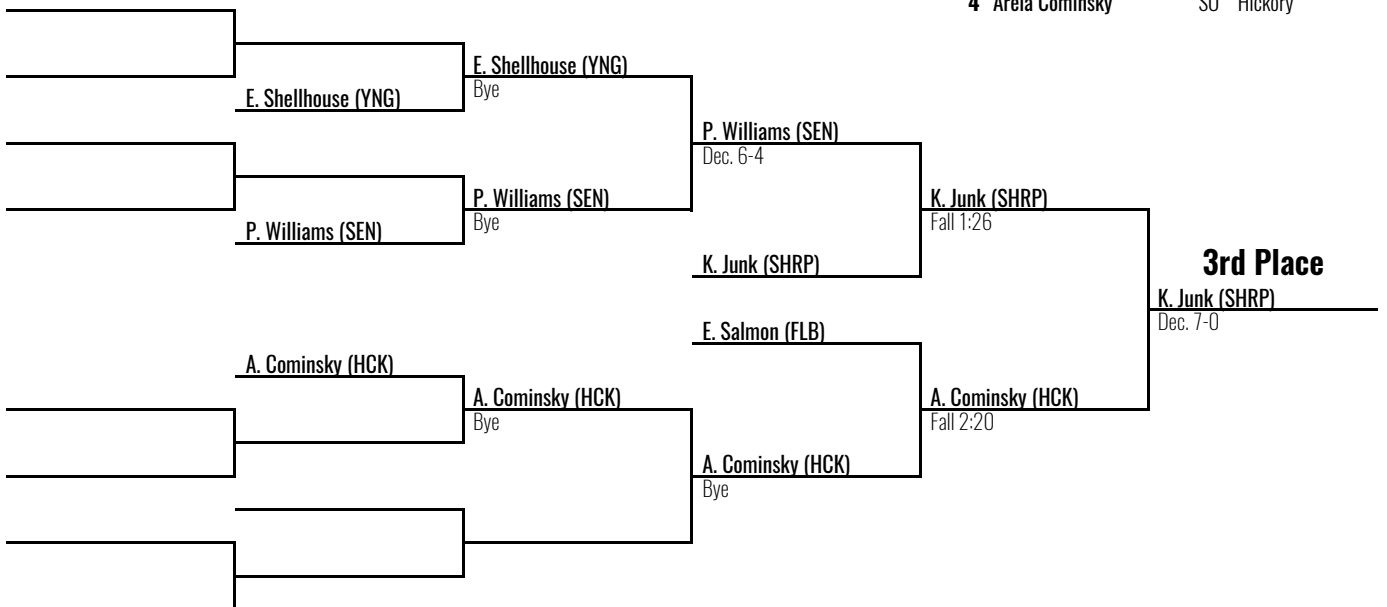 4 Arela Cominsky SO Hickory
E. Shellhouse (YNG)
Bye
E. Shellhouse (YNG)
P. Williams (SEN)
Dec. 6-4
P. Williams (SEN)
Bye
K. Junk (SHRP)
Fall 1:26
P. Williams (SEN)
K. Junk (SHRP)
3rd Place
K. Junk (SHRP)
Dec. 7-0
E. Salmon (FLB)
A. Cominsky (HCK)
A. Cominsky (HCK)
Bye
A. Cominsky (HCK)
Fall 2:20
A. Cominsky (HCK)
Bye